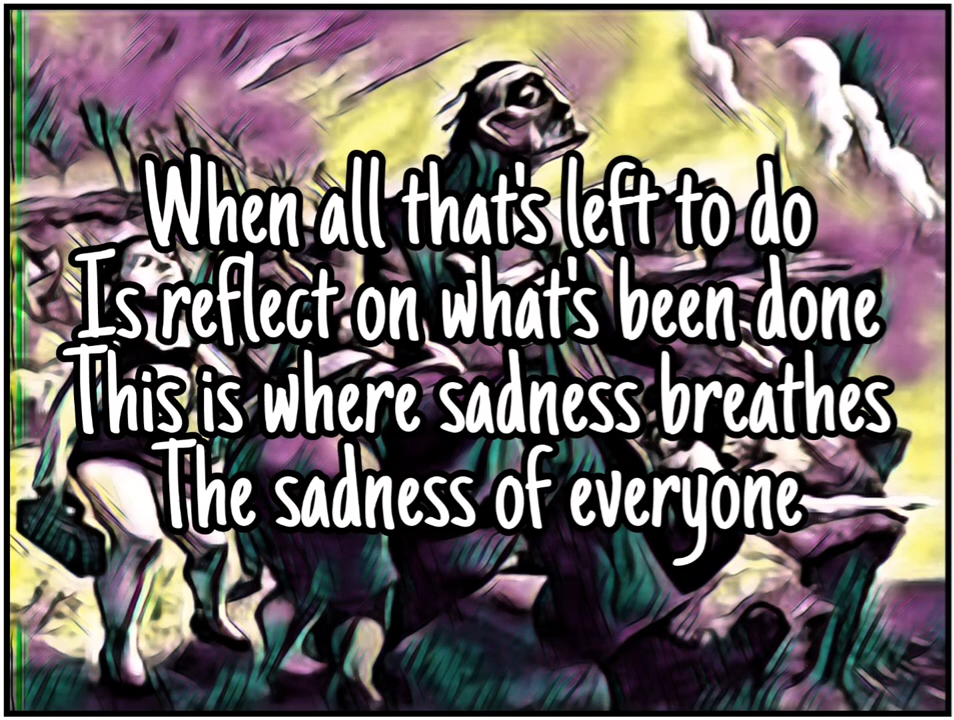 When all that's left to do
Is reflect on what's been done
This is where sadness breathes
The sadness of everyone